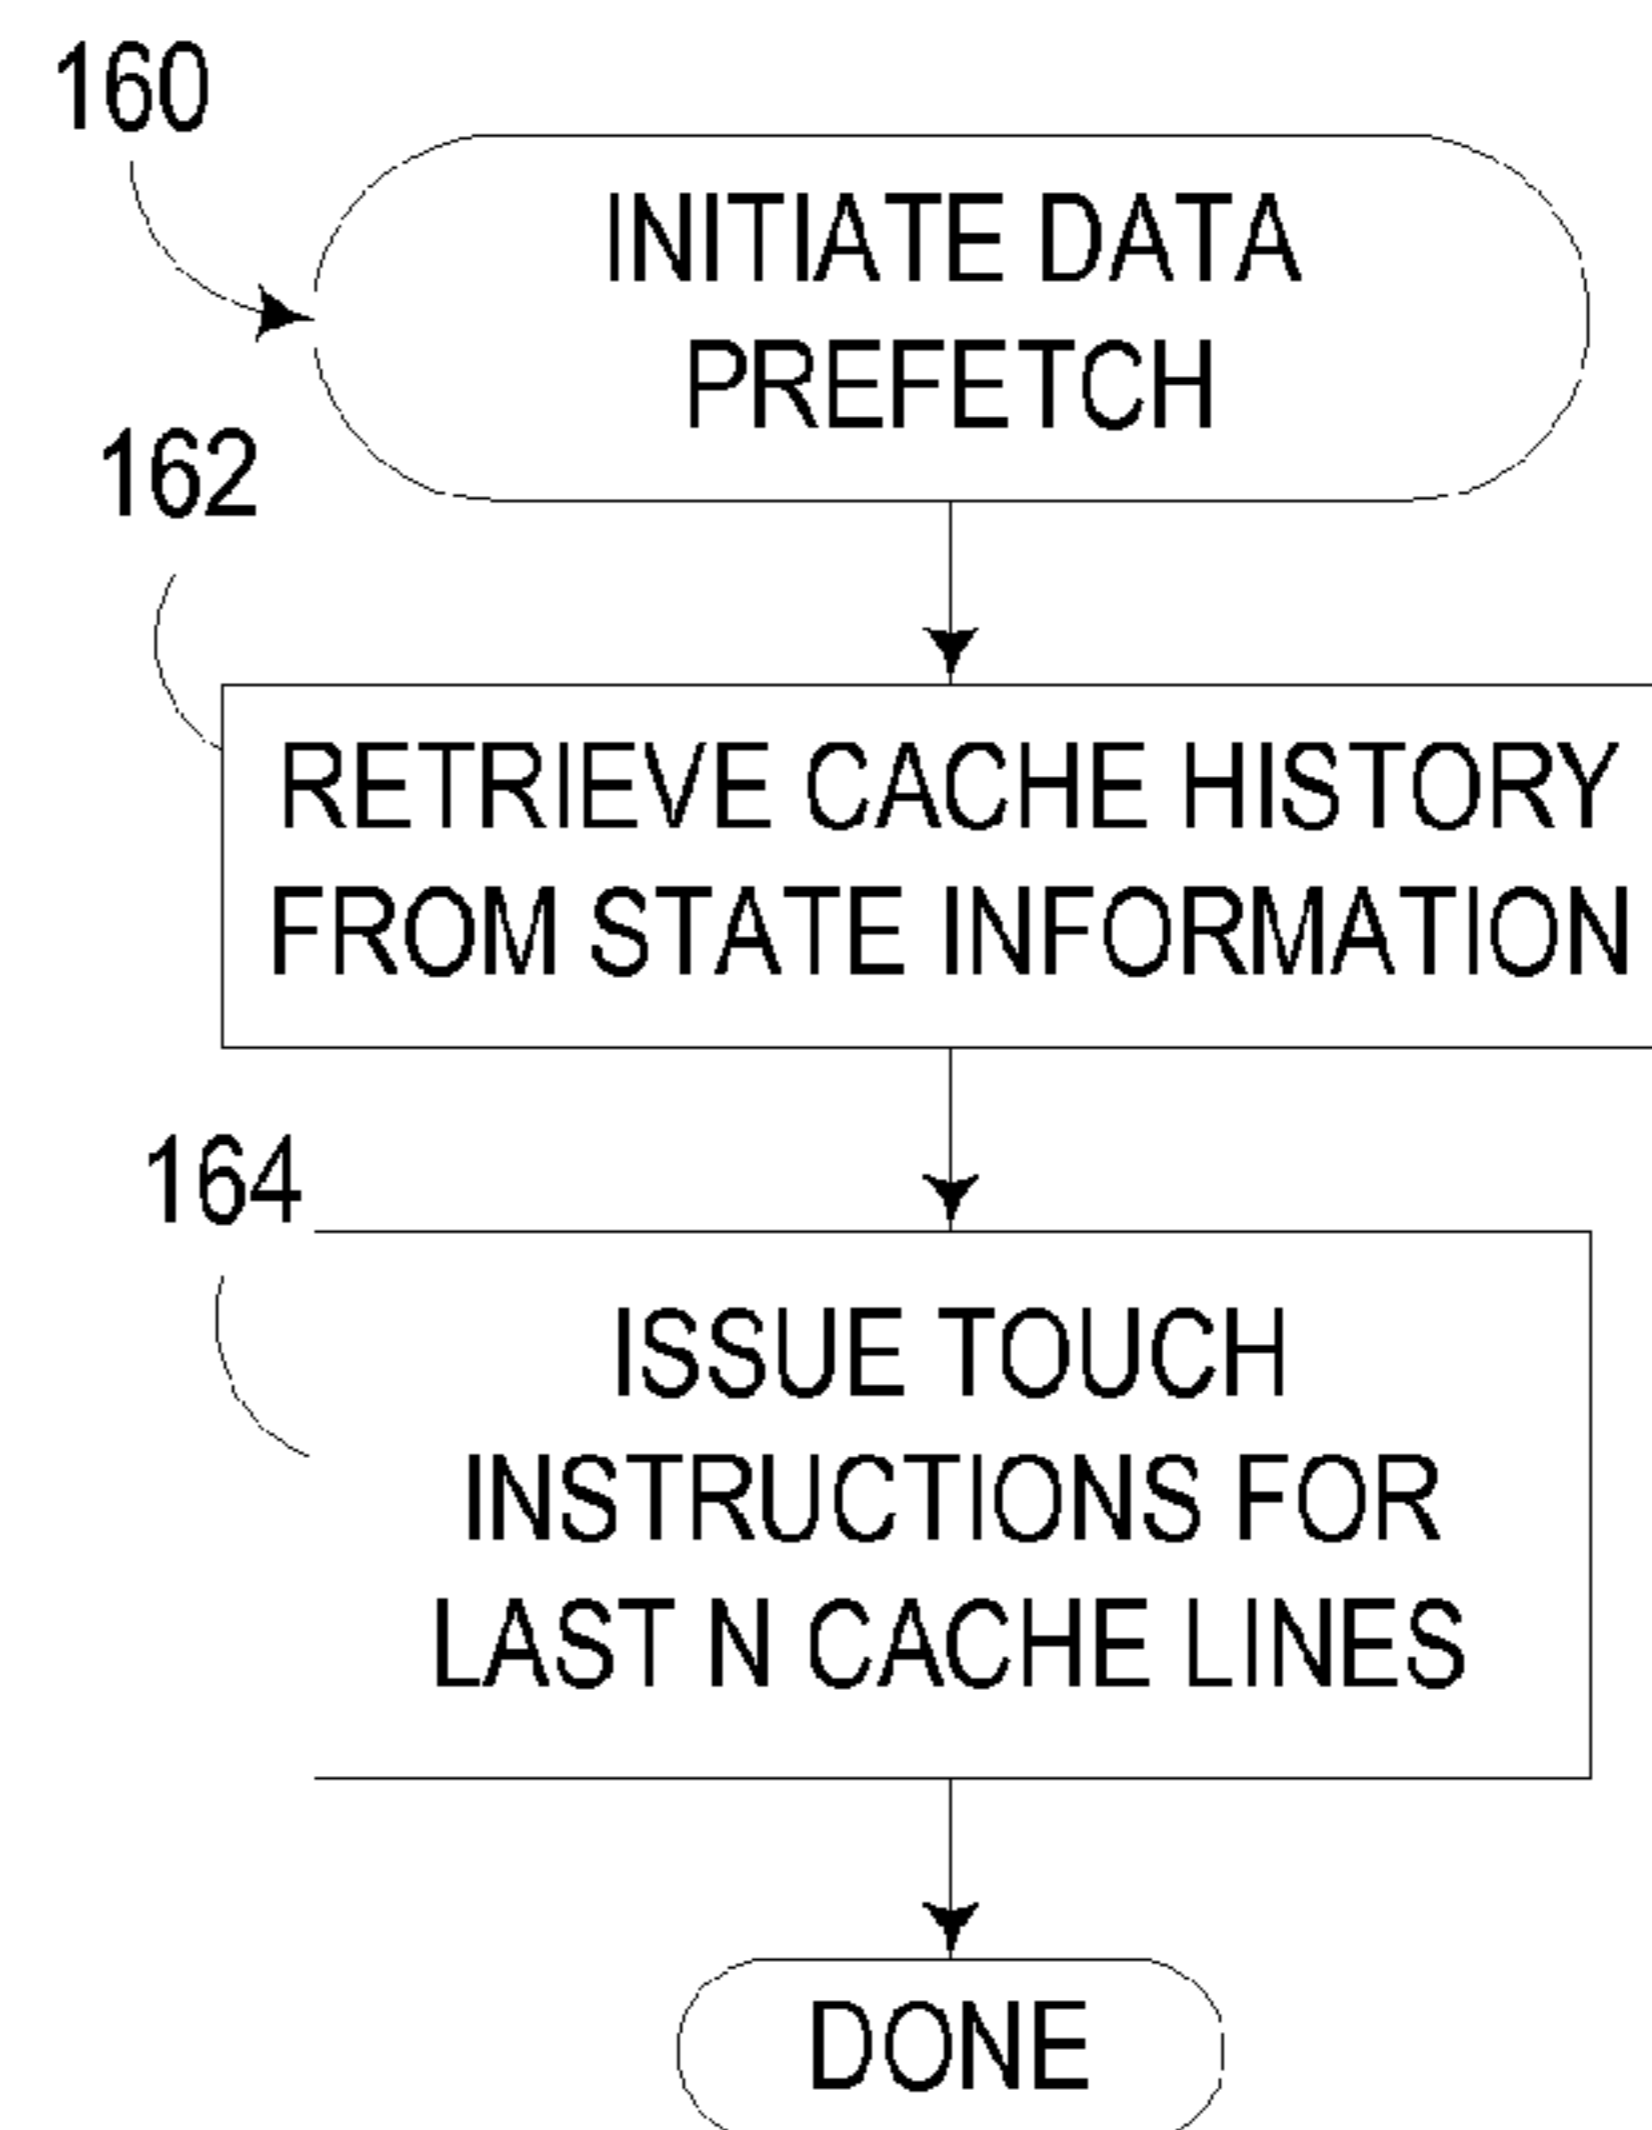 160
INITIATE DATA
PREFETCH
162
RETRIEVE CACHE HISTORY
FROM STATE INFORMATION
164
ISSUE TOUCH
INSTRUCTIONS FOR
LAST N CACHE LINES
DONE